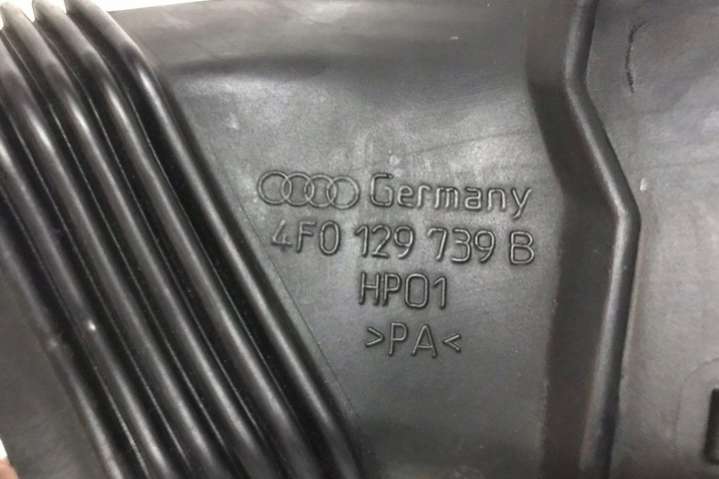 Germany
4F0 129 739 B
HP01
>PA<